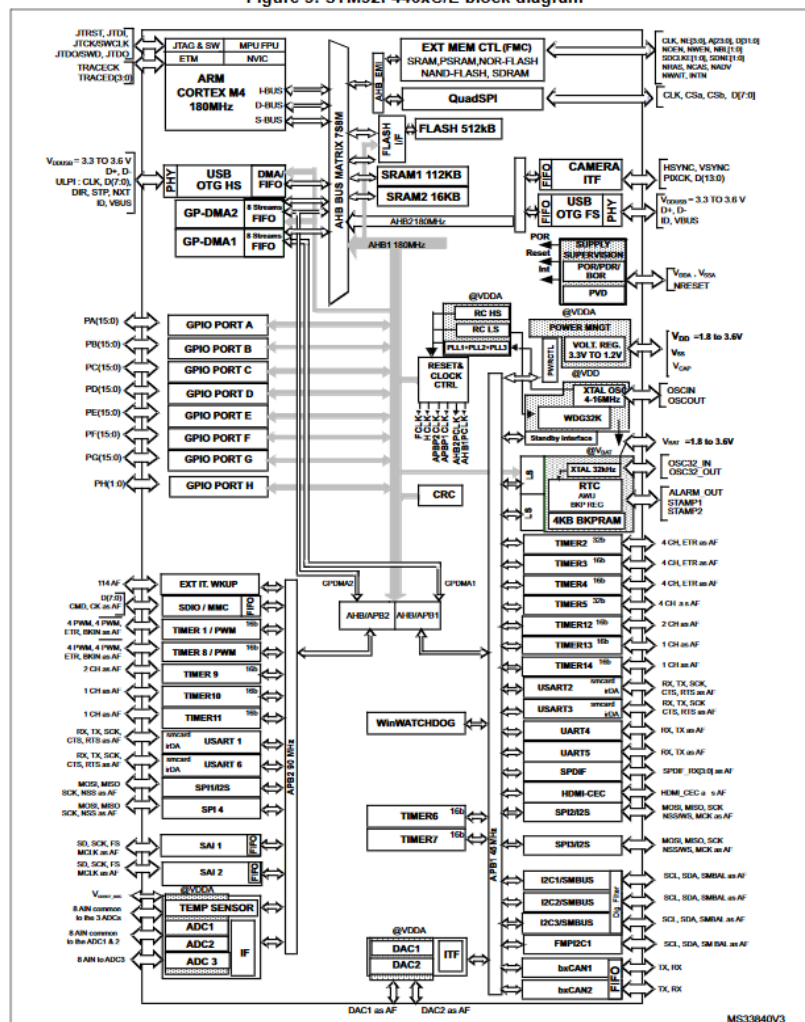 Figure 3. STM32F446xC/E block diagram
JTRST, JTDI,
JTCK/SWCLK
JTDO/SWD, JTDO
TRACECK
TRACED(3:0)
JTAG & SW
MPU FPU
ETM
NVIC
ARM
CORTEX M4
180MHz
I-BUS
D-BUS
S-BUS
AHB BUS MATRIX 7S8M
AHB_EMI
EXT MEM CTL (FMC)
SRAM,PSRAM,NOR-FLASH
NAND-FLASH, SDRAM
CLK, NE[3:0], A[23:0], D[31:0]
NOEN, NWEN, NBL[1:0]
SDCLKE[1:0], SDNE[1:0]
NRAS, NCAS, NADV
NWAIT, INTN
QuadSPI
CLK, CSa, CSb, D[7:0]
FLASH I/F
FLASH 512kB
SRAM1 112KB
SRAM2 16KB
AHB2180MHz
AHB1 180MHz
VDDUSB = 3.3 TO 3.6 V
D+, D-
ULPI : CLK, D(7:0),
DIR, STP, NXT
ID, VBUS
PHY
USB
OTG HS
DMA/
FIFO
GP-DMA2
8 Streams
FIFO
GP-DMA1
8 Streams
FIFO
FIFO
CAMERA
ITF
HSYNC, VSYNC
PIXCK, D(13:0)
FIFO
USB
OTG FS
PHY
VDDUSB = 3.3 TO 3.6 V
D+, D-
ID, VBUS
POR
Reset
Int
SUPPLY
SUPERVISION
POR/PDR/
BOR
PVD
VDDA , VSSA
NRESET
@VDDA
@VDDA
RC HS
RC LS
PLL1+PLL2+PLL3
POWER MNGT
VOLT. REG.
3.3V TO 1.2V
VDD =1.8 to 3.6V
VSS
VCAP
PWRCTL
@VDD
XTAL OSC
4-16MHz
OSCIN
OSCOUT
WDG32K
Standby interface
VBAT =1.8 to 3.6V
@VBAT
RESET&
CLOCK
CTRL
FCLK
HCLK
APBP2CLK
APBP1CLK
AHB2PCLK
AHB1PCLK
LS
LS
XTAL 32kHz
RTC
AWU
BKP REG
4KB BKPRAM
OSC32_IN
OSC32_OUT
ALARM_OUT
STAMP1
STAMP2
PA(15:0)
GPIO PORT A
PB(15:0)
GPIO PORT B
PC(15:0)
GPIO PORT C
PD(15:0)
GPIO PORT D
PE(15:0)
GPIO PORT E
PF(15:0)
GPIO PORT F
PG(15:0)
GPIO PORT G
PH(1:0)
GPIO PORT H
CRC
GPDMA2
GPDMA1
AHB/APB2
AHB/APB1
114 AF
EXT IT. WKUP
D[7:0]
CMD, CK as AF
SDIO / MMC
FIFO
4 PWM, 4 PWM,
ETR, BKIN as AF
TIMER 1 / PWM
16b
4 PWM, 4 PWM,
ETR, BKIN as AF
TIMER 8 / PWM
16b
2 CH as AF
TIMER 9
16b
1 CH as AF
TIMER10
16b
1 CH as AF
TIMER11
16b
RX, TX, SCK,
CTS, RTS as AF
smcard
irDA
USART 1
RX, TX, SCK,
CTS, RTS as AF
smcard
irDA
USART 6
MOSI, MISO
SCK, NSS as AF
SPI1/I2S
MOSI, MISO
SCK, NSS as AF
SPI 4
SD, SCK, FS
MCLK as AF
SAI 1
FIFO
SD, SCK, FS
MCLK as AF
SAI 2
FIFO
APB2 90 MHz
@VDDA
TEMP SENSOR
8 AIN common
to the 3 ADCs
8 AIN common
to the ADC1 & 2
8 AIN to ADC3
ADC1
ADC2
ADC 3
IF
WinWATCHDOG
TIMER6
16b
TIMER7
16b
APB1 45 MHz
@VDDA
DAC1
DAC2
ITF
DAC1 as AF
DAC2 as AF
TIMER2
32b
4 CH, ETR as AF
TIMER3
16b
4 CH, ETR as AF
TIMER4
16b
4 CH, ETR as AF
TIMER5
32b
4 CH a s AF
TIMER12
16b
2 CH as AF
TIMER13
16b
1 CH as AF
TIMER14
16b
1 CH as AF
USART2
smcard
irDA
RX, TX, SCK,
CTS, RTS as AF
USART3
smcard
irDA
RX, TX, SCK
CTS, RTS as AF
UART4
RX, TX as AF
UART5
RX, TX as AF
SPDIF
SPDIF_RX[3:0] as AF
HDMI-CEC
HDMI_CEC a s AF
SPI2/I2S
MOSI, MISO, SCK
NSS/WS, MCK as AF
SPI3/I2S
MOSI, MISO, SCK
NSS/WS, MCK as AF
I2C1/SMBUS
SCL, SDA, SMBAL as AF
I2C2/SMBUS
SCL, SDA, SMBAL as AF
I2C3/SMBUS
SCL, SDA, SMBAL as AF
Dig. Filter
FMPI2C1
SCL, SDA, SM BAL as AF
bxCAN1
TX, RX
bxCAN2
FIFO
TX, RX
MS33840V3